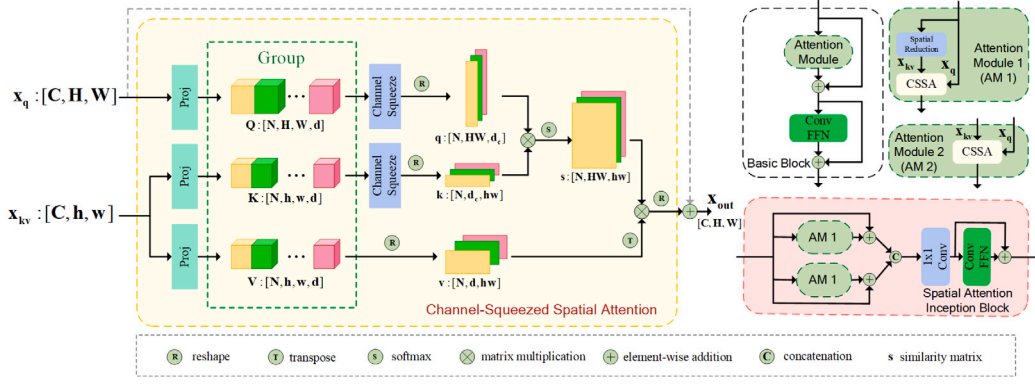 x_q : [C, H, W]
x_kv : [C, h, w]
Proj
Proj
Proj
Group
Q : [N, H, W, d]
K : [N, h, w, d]
V : [N, h, w, d]
Channel
Squeeze
Channel
Squeeze
R
R
R
q : [N, HW, d_c]
k : [N, d_c, hw]
v : [N, d, hw]
S
s : [N, HW, hw]
T
R
x_out
[C, H, W]
Channel-Squeezed Spatial Attention
Attention
Module
Conv
FFN
Basic Block
Spatial
Reduction
x_kv
x_q
CSSA
Attention
Module 1
(AM 1)
Attention
Module 2
(AM 2)
x_kv
x_q
CSSA
AM 1
AM 1
C
1x1
Conv
Conv
FFN
Spatial Attention
Inception Block
R reshape
T transpose
S softmax
matrix multiplication
element-wise addition
C concatenation
s similarity matrix